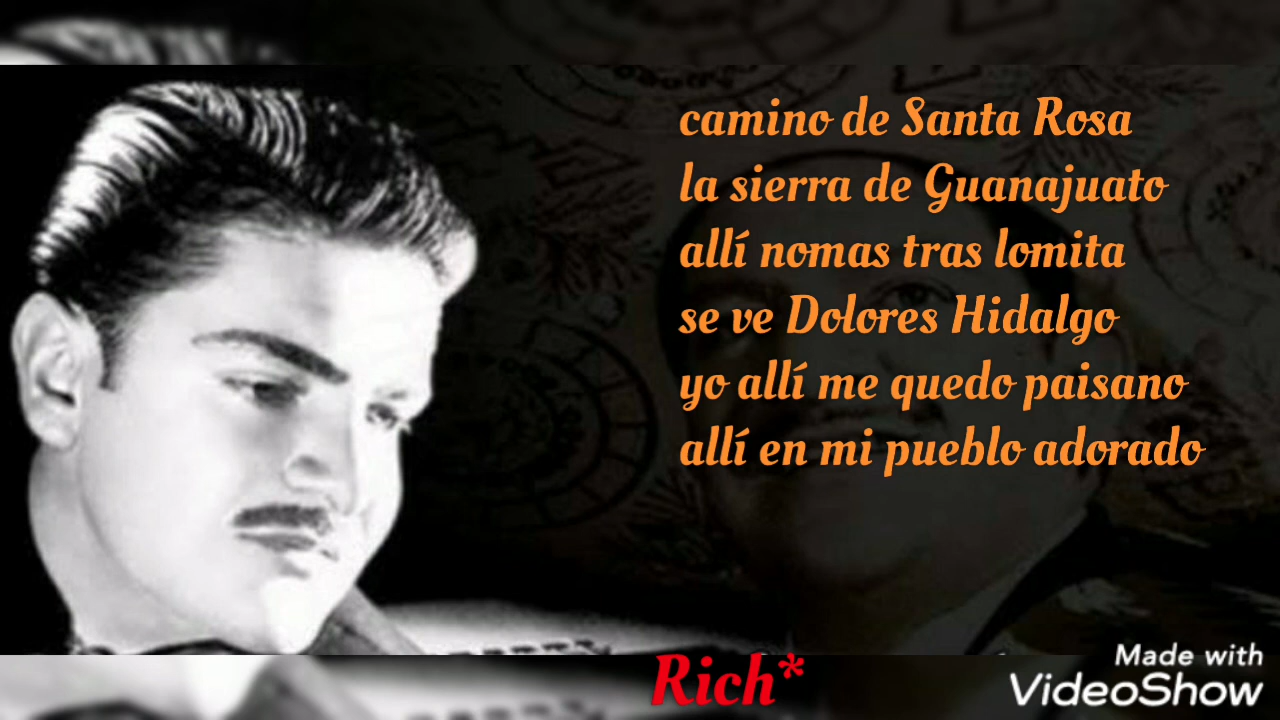 camino de Santa Rosa
la sierra de Guanajuato
allí nomas tras lomita
se ve Dolores Hidalgo
yo allí me quedo paisano
allí en mi pueblo adorado
Rich*
Made with
VideoShow